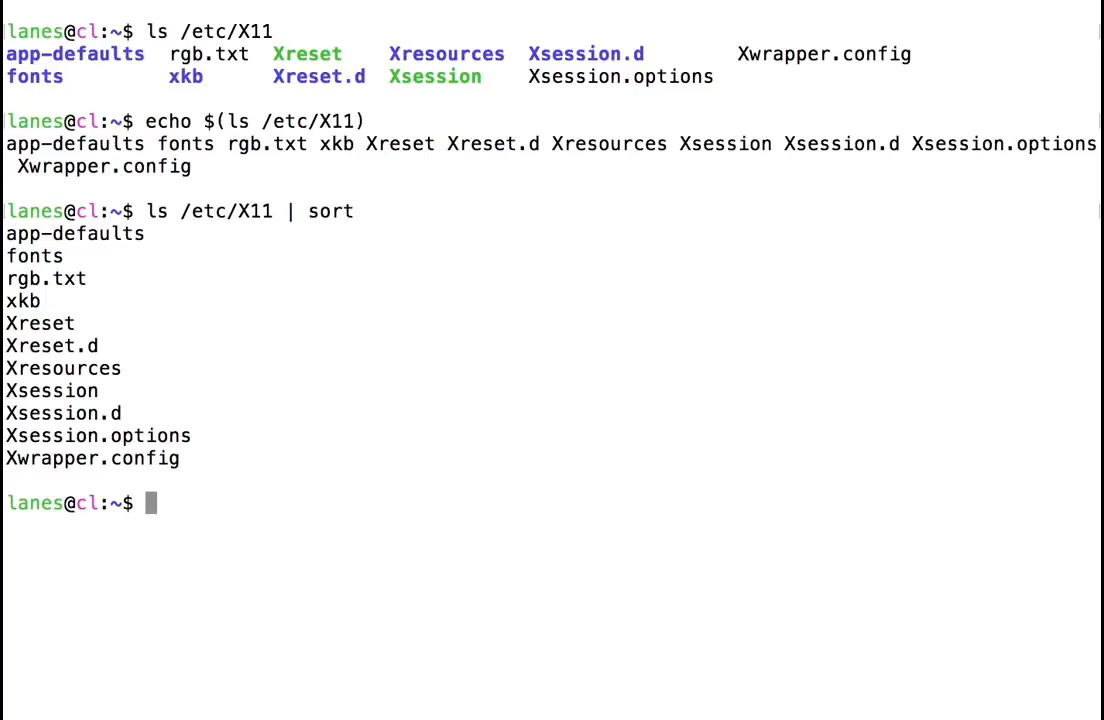 lanes@cl:~$ ls /etc/X11
app-defaults  rgb.txt  Xreset    Xresources  Xsession.d        Xwrapper.config
fonts         xkb      Xreset.d  Xsession    Xsession.options
lanes@cl:~$ echo $(ls /etc/X11)
app-defaults fonts rgb.txt xkb Xreset Xreset.d Xresources Xsession Xsession.d Xsession.options
 Xwrapper.config
lanes@cl:~$ ls /etc/X11 | sort
app-defaults
fonts
rgb.txt
xkb
Xreset
Xreset.d
Xresources
Xsession
Xsession.d
Xsession.options
Xwrapper.config
lanes@cl:~$